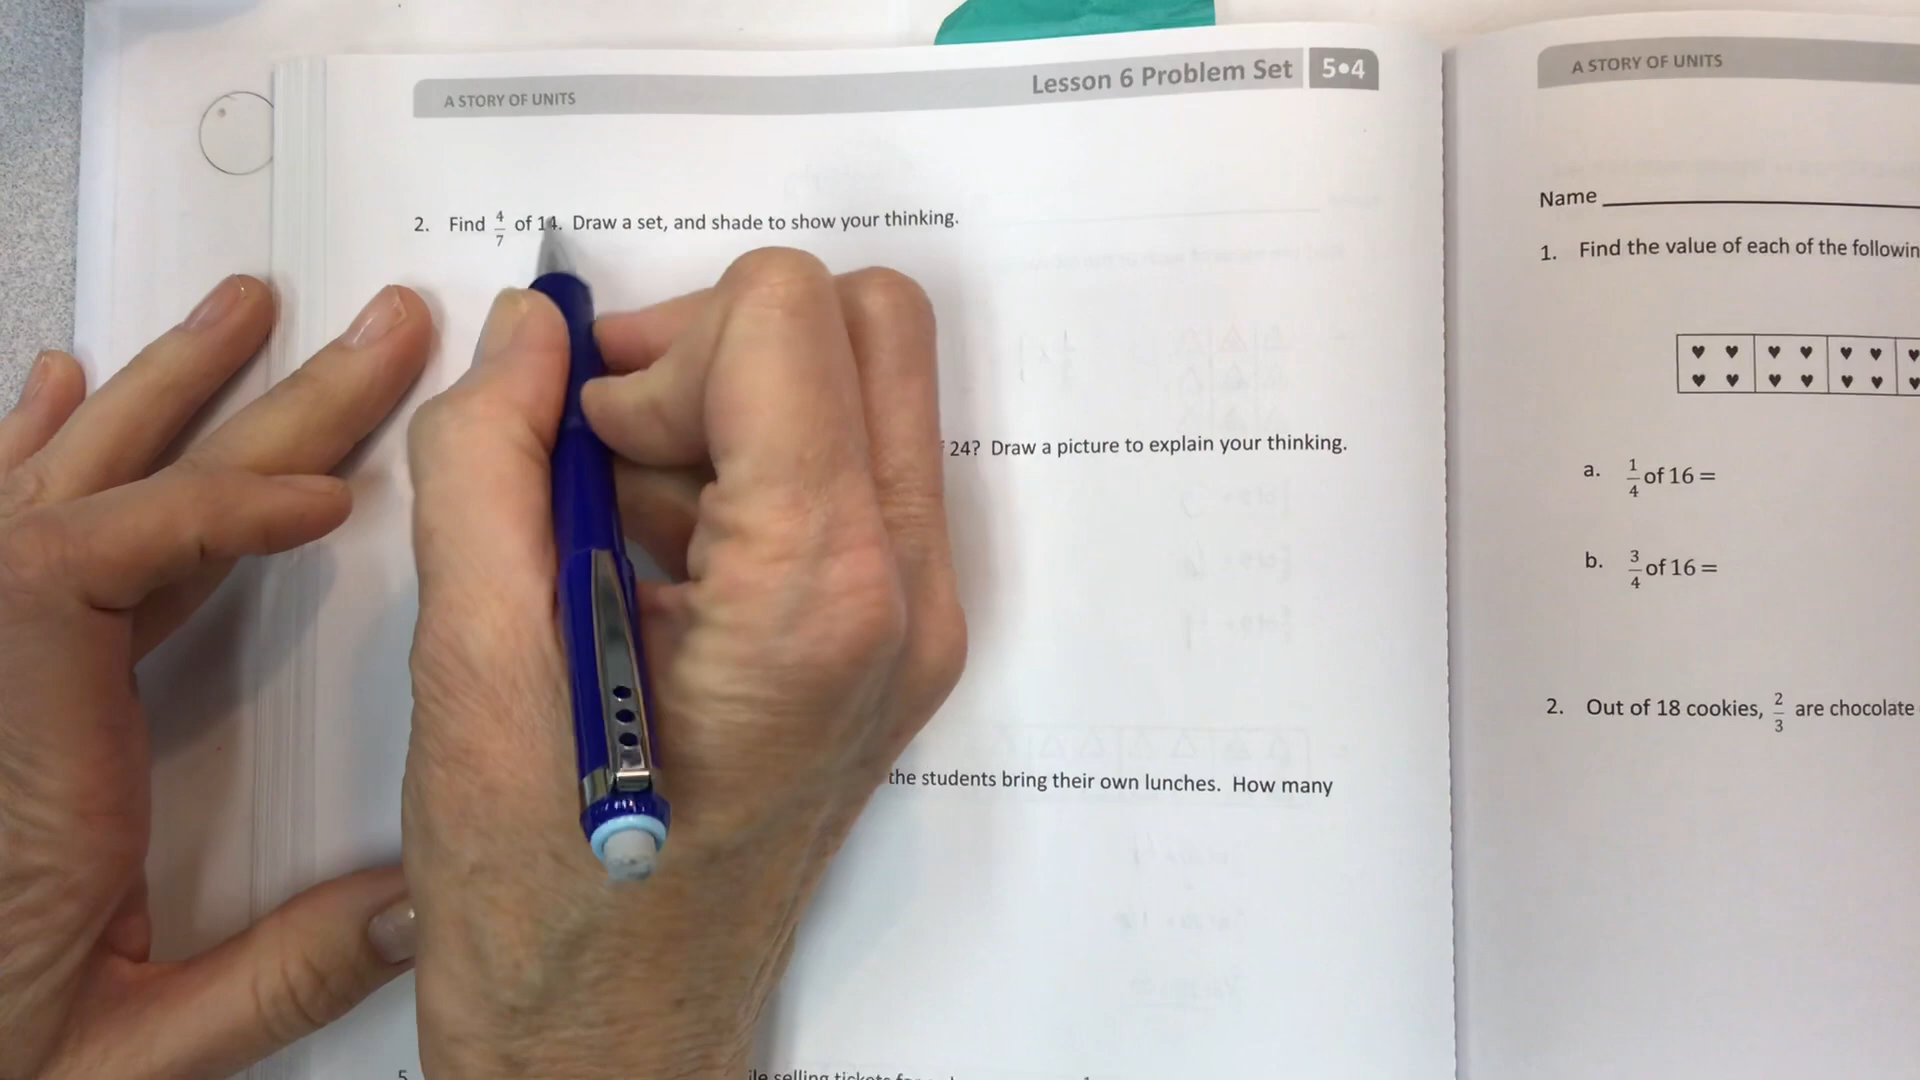 A STORY OF UNITS
Lesson 6 Problem Set 5•4
2. Find 4/7 of 14. Draw a set, and shade to show your thinking.
24? Draw a picture to explain your thinking.
the students bring their own lunches. How many
5
selling tickets
A STORY OF UNITS
Name
1. Find the value of each of the
a. 1/4 of 16 =
b. 3/4 of 16 =
2. Out of 18 cookies, 2/3 are chocolate